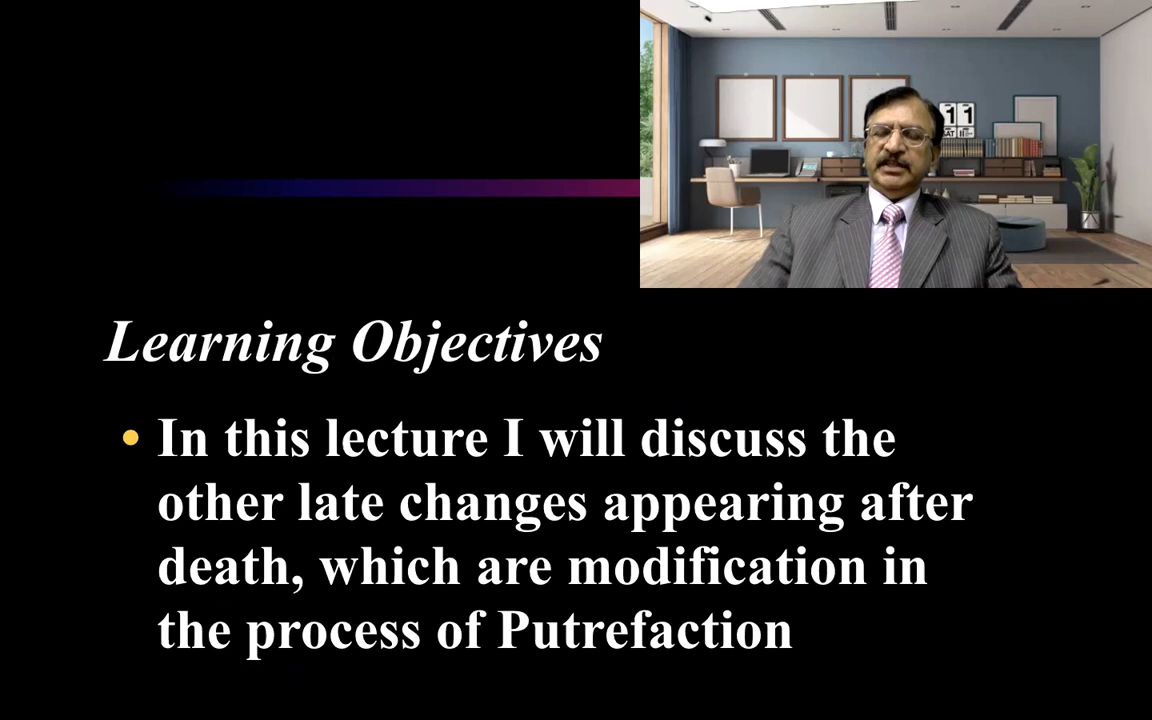 11
Learning Objectives
• In this lecture I will discuss the
other late changes appearing after
death, which are modification in
the process of Putrefaction